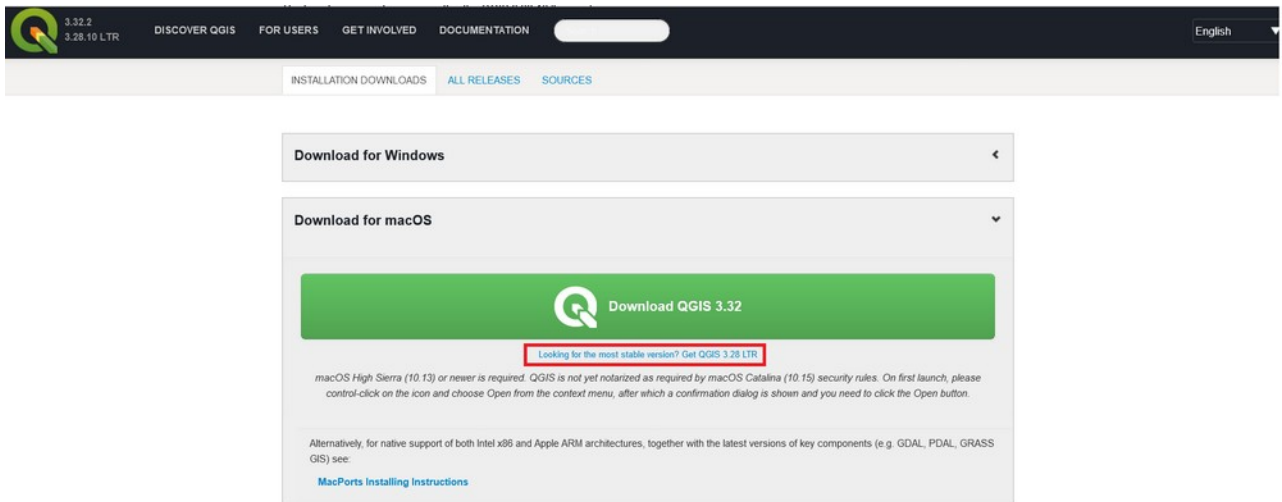 3.32.2
3.28.10 LTR
DISCOVER QGIS FOR USERS GET INVOLVED DOCUMENTATION
English
INSTALLATION DOWNLOADS ALL RELEASES SOURCES
Download for Windows
Download for macOS
Download QGIS 3.32
Looking for the most stable version? Get QGIS 3.28 LTR
macOS High Sierra (10.13) or newer is required. QGIS is not yet notarized as required by macOS Catalina (10.15) security rules. On first launch, please
control-click on the icon and choose Open from the context menu, after which a confirmation dialog is shown and you need to click the Open button.
Alternatively, for native support of both Intel x86 and Apple ARM architectures, together with the latest versions of key components (e.g. GDAL, PDAL, GRASS
GIS) see:
MacPorts Installing Instructions